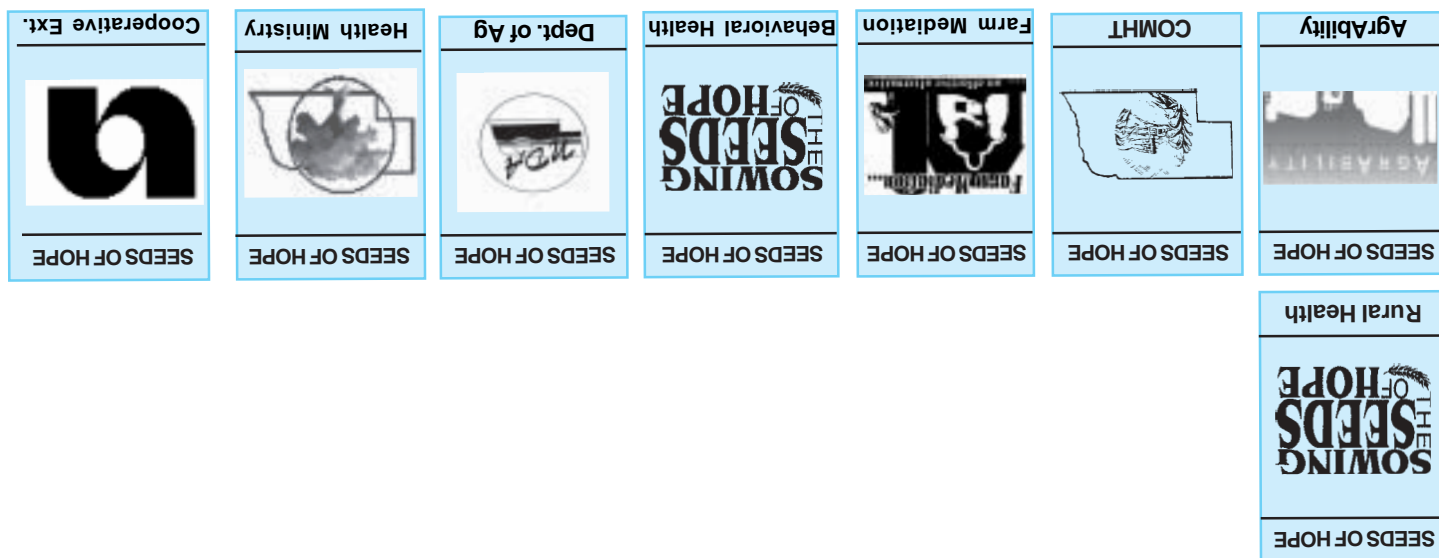 SEEDS OF HOPE
SOWING
THE SEEDS
OF HOPE
Rural Health
SEEDS OF HOPE
AGRABILITY
AgrAbility
SEEDS OF HOPE
COMHT
SEEDS OF HOPE
FarmMediation...
Farm Mediation
SEEDS OF HOPE
SOWING
THE SEEDS
OF HOPE
Behavioral Health
SEEDS OF HOPE
Dept. of Ag
SEEDS OF HOPE
Health Ministry
SEEDS OF HOPE
Cooperative Ext.